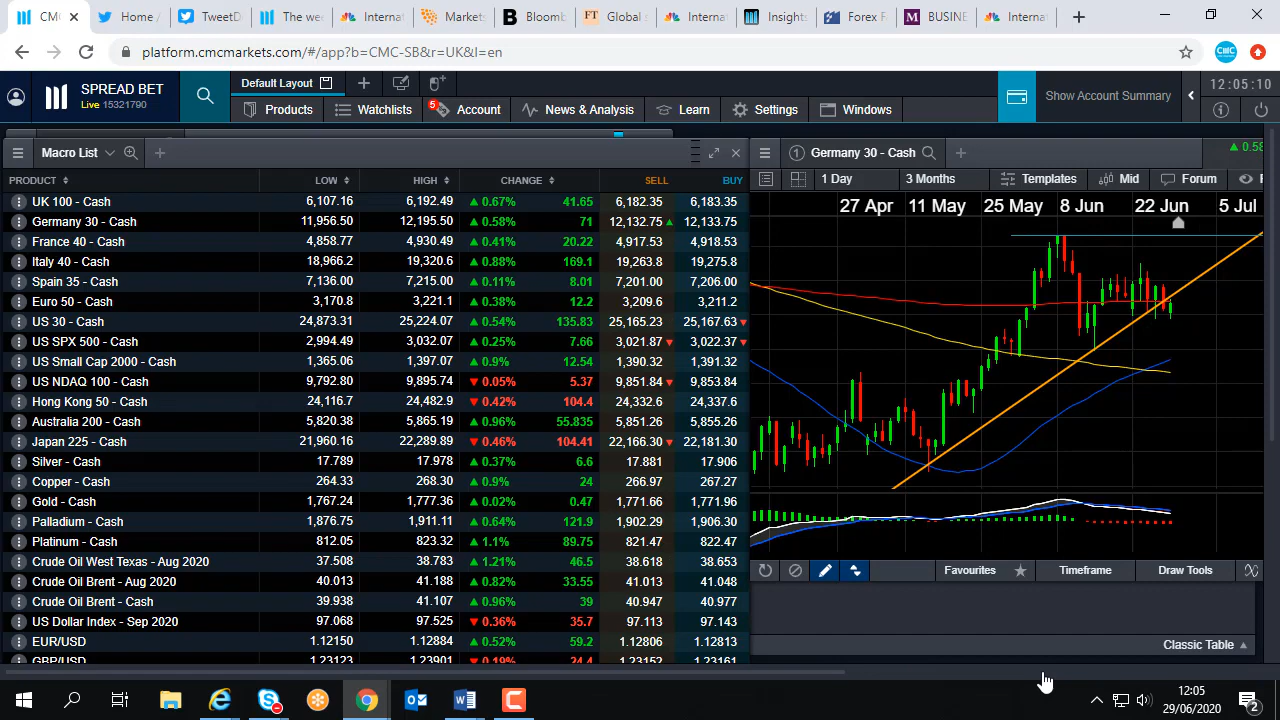 CMC
Home /
TweetD
The wee
Internat
Markets
Bloomb
Global s
Interna
Insights
Forex F
BUSINE
Interna
platform.cmcmarkets.com/#/app?b=CMC-SB&r=UK&l=en
SPREAD BET
Live 15321790
Default Layout
Products
Watchlists
5
Account
News & Analysis
Learn
Settings
Windows
Show Account Summary
12:05:10
Macro List
PRODUCT LOW HIGH CHANGE SELL BUY
UK 100 - Cash 6,107.16 6,192.49 0.67% 41.65 6,182.35 6,183.35
Germany 30 - Cash 11,956.50 12,195.50 0.58% 71 12,132.75 12,133.75
France 40 - Cash 4,858.77 4,930.49 0.41% 20.22 4,917.53 4,918.53
Italy 40 - Cash 18,966.2 19,320.6 0.88% 169.1 19,263.8 19,275.8
Spain 35 - Cash 7,136.00 7,215.00 0.11% 8.01 7,201.00 7,206.00
Euro 50 - Cash 3,170.8 3,221.1 0.38% 12.2 3,209.6 3,211.2
US 30 - Cash 24,873.31 25,224.07 0.54% 135.83 25,165.23 25,167.63
US SPX 500 - Cash 2,994.49 3,032.07 0.25% 7.66 3,021.87 3,022.37
US Small Cap 2000 - Cash 1,365.06 1,397.07 0.9% 12.54 1,390.32 1,391.32
US NDAQ 100 - Cash 9,792.80 9,895.74 0.05% 5.37 9,851.84 9,853.84
Hong Kong 50 - Cash 24,116.7 24,482.9 0.42% 104.4 24,332.6 24,337.6
Australia 200 - Cash 5,820.38 5,865.19 0.96% 55.835 5,851.26 5,855.26
Japan 225 - Cash 21,960.16 22,289.89 0.46% 104.41 22,166.30 22,181.30
Silver - Cash 17.789 17.978 0.37% 6.6 17.881 17.906
Copper - Cash 264.33 268.30 0.9% 24 266.97 267.27
Gold - Cash 1,767.24 1,777.36 0.02% 0.47 1,771.66 1,771.96
Palladium - Cash 1,876.75 1,911.11 0.64% 121.9 1,902.29 1,906.30
Platinum - Cash 812.05 823.32 1.1% 89.75 821.47 822.47
Crude Oil West Texas - Aug 2020 37.508 38.783 1.21% 46.5 38.618 38.653
Crude Oil Brent - Aug 2020 40.013 41.188 0.82% 33.55 41.013 41.048
Crude Oil Brent - Cash 39.938 41.107 0.96% 39 40.947 40.977
US Dollar Index - Sep 2020 97.068 97.525 0.36% 35.7 97.113 97.143
EUR/USD 1.12150 1.12884 0.52% 59.2 1.12806 1.12813
GBP/USD 1.23123 1.23901 0.19% 24.4 1.23152 1.23161
1 Germany 30 - Cash
0.58
1 Day
3 Months
Templates
Mid
Forum
27 Apr 11 May 25 May 8 Jun 22 Jun 5 Jul
Favourites
Timeframe
Draw Tools
Classic Table
12:05
29/06/2020
2